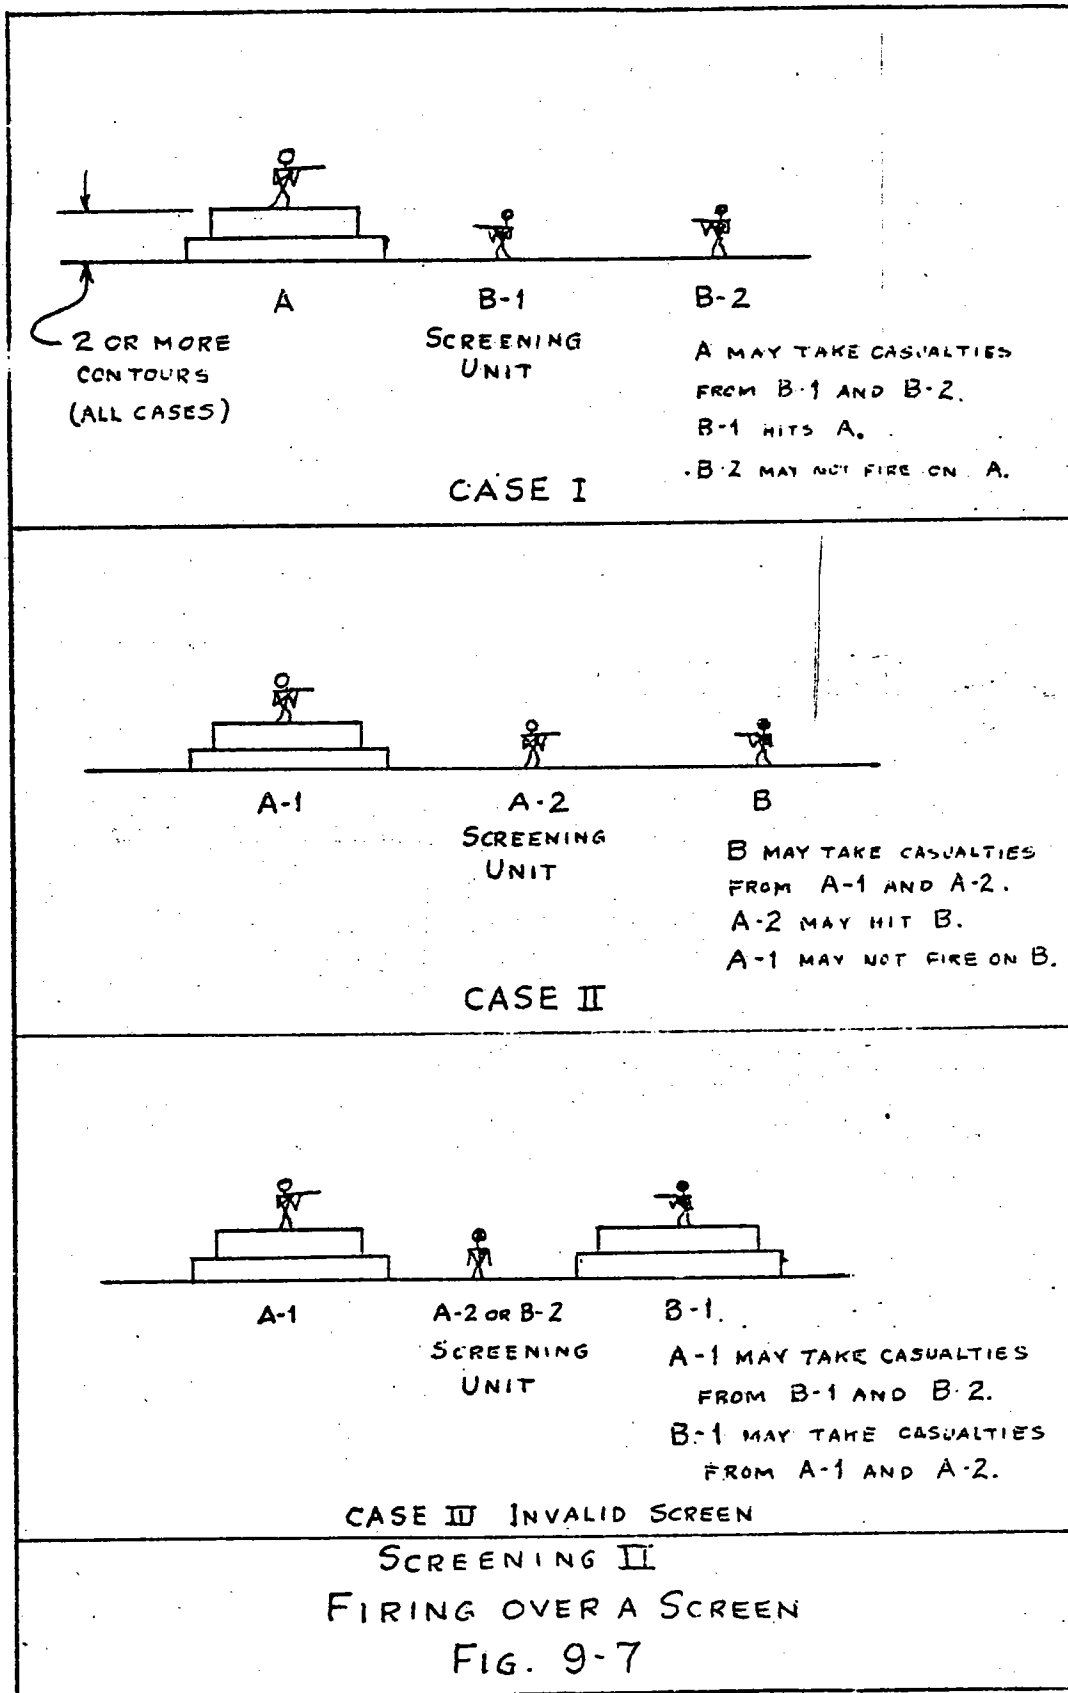 A
B-1
B-2
2 OR MORE
CONTOURS
(ALL CASES)
SCREENING
UNIT
A MAY TAKE CASUALTIES
FROM B-1 AND B-2.
B-1 HITS A.
B-2 MAY NOT FIRE ON A.
CASE I
A-1
A-2
B
SCREENING
UNIT
B MAY TAKE CASUALTIES
FROM A-1 AND A-2.
A-2 MAY HIT B.
A-1 MAY NOT FIRE ON B.
CASE II
A-1
A-2 OR B-2
B-1.
SCREENING
UNIT
A-1 MAY TAKE CASUALTIES
FROM B-1 AND B-2.
B-1 MAY TAKE CASUALTIES
FROM A-1 AND A-2.
CASE III INVALID SCREEN
SCREENING II
FIRING OVER A SCREEN
FIG. 9-7